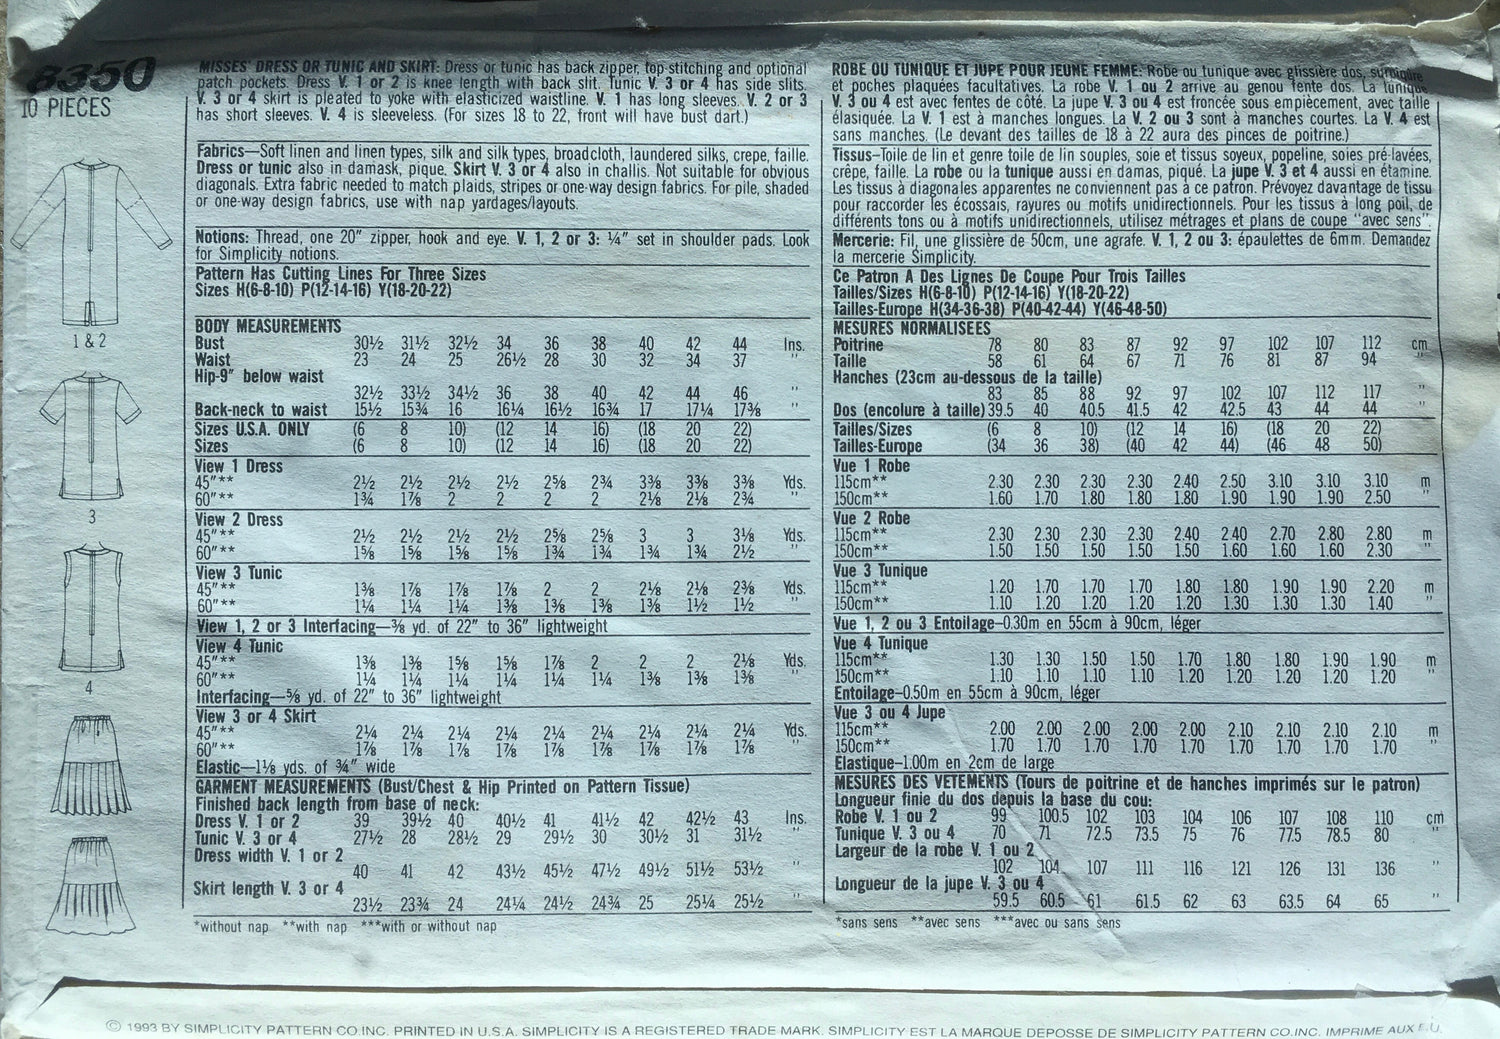 8350
10 PIECES
1 & 2
3
4
MISSES' DRESS OR TUNIC AND SKIRT: Dress or tunic has back zipper, top-stitching and optional
patch pockets. Dress V. 1 or 2 is knee length with back slit. Tunic V. 3 or 4 has side slits.
V. 3 or 4 skirt is pleated to yoke with elasticized waistline. V. 1 has long sleeves. V. 2 or 3
has short sleeves. V. 4 is sleeveless. (For sizes 18 to 22, front will have bust dart.)
Fabrics—Soft linen and linen types, silk and silk types, broadcloth, laundered silks, crepe, faille.
Dress or tunic also in damask, pique. Skirt V. 3 or 4 also in challis. Not suitable for obvious
diagonals. Extra fabric needed to match plaids, stripes or one-way design fabrics. For pile, shaded
or one-way design fabrics, use with nap yardages/layouts.
Notions: Thread, one 20" zipper, hook and eye. V. 1, 2 or 3: ¼" set in shoulder pads. Look
for Simplicity notions.
Pattern Has Cutting Lines For Three Sizes
Sizes H(6-8-10) P(12-14-16) Y(18-20-22)
BODY MEASUREMENTS
Bust 30½ 31½ 32½ 34 36 38 40 42 44 Ins.
Waist 23 24 25 26½ 28 30 32 34 37 "
Hip-9" below waist
32½ 33½ 34½ 36 38 40 42 44 46 "
Back-neck to waist 15½ 15¾ 16 16¼ 16½ 16¾ 17 17¼ 17⅜ "
Sizes U.S.A. ONLY (6 8 10) (12 14 16) (18 20 22)
Sizes (6 8 10) (12 14 16) (18 20 22)
View 1 Dress
45"** 2½ 2½ 2½ 2½ 2⅝ 2¾ 3⅜ 3⅜ 3⅜ Yds.
60"** 1¾ 1⅞ 2 2 2 2 2⅛ 2⅛ 2¾ "
View 2 Dress
45"** 2½ 2½ 2½ 2½ 2⅝ 2⅝ 3 3 3⅛ Yds.
60"** 1⅝ 1⅝ 1⅝ 1⅝ 1¾ 1¾ 1¾ 1¾ 2½ "
View 3 Tunic
45"** 1⅜ 1⅞ 1⅞ 1⅞ 2 2 2⅛ 2⅛ 2⅜ Yds.
60"** 1¼ 1¼ 1¼ 1⅜ 1⅜ 1⅜ 1⅜ 1½ 1½ "
View 1, 2 or 3 Interfacing—⅜ yd. of 22" to 36" lightweight
View 4 Tunic
45"** 1⅜ 1⅜ 1⅝ 1⅝ 1⅞ 2 2 2 2⅛ Yds.
60"** 1¼ 1¼ 1¼ 1¼ 1¼ 1¼ 1⅜ 1⅜ 1⅜ "
Interfacing—⅝ yd. of 22" to 36" lightweight
View 3 or 4 Skirt
45"** 2¼ 2¼ 2¼ 2¼ 2¼ 2¼ 2¼ 2¼ 2¼ Yds.
60"** 1⅞ 1⅞ 1⅞ 1⅞ 1⅞ 1⅞ 1⅞ 1⅞ 1⅞ "
Elastic—1⅛ yds. of ¾" wide
GARMENT MEASUREMENTS (Bust/Chest & Hip Printed on Pattern Tissue)
Finished back length from base of neck:
Dress V. 1 or 2 39 39½ 40 40½ 41 41½ 42 42½ 43 Ins.
Tunic V. 3 or 4 27½ 28 28½ 29 29½ 30 30½ 31 31½ "
Dress width V. 1 or 2
40 41 42 43½ 45½ 47½ 49½ 51½ 53½ "
Skirt length V. 3 or 4
23½ 23¾ 24 24¼ 24½ 24¾ 25 25¼ 25½ "
*without nap **with nap ***with or without nap
ROBE OU TUNIQUE ET JUPE POUR JEUNE FEMME: Robe ou tunique avec glissière dos, surpiqûre
et poches plaquées facultatives. La robe V. 1 ou 2 arrive au genou fente dos. La tunique
V. 3 ou 4 est avec fentes de côté. La jupe V. 3 ou 4 est froncée sous empiècement, avec taille
élasiquée. La V. 1 est à manches longues. La V. 2 ou 3 sont à manches courtes. La V. 4 est
sans manches. (Le devant des tailles de 18 à 22 aura des pinces de poitrine.)
Tissus—Toile de lin et genre toile de lin souples, soie et tissus soyeux, popeline, soies pré-lavées,
crêpe, faille. La robe ou la tunique aussi en damas, piqué. La jupe V. 3 et 4 aussi en étamine.
Les tissus à diagonales apparentes ne conviennent pas à ce patron. Prévoyez davantage de tissu
pour raccorder les écossais, rayures ou motifs unidirectionnels. Pour les tissus à long poil, de
différents tons ou à motifs unidirectionnels, utilisez métrages et plans de coupe "avec sens".
Mercerie: Fil, une glissière de 50cm, une agrafe. V. 1, 2 ou 3: épaulettes de 6mm. Demandez
la mercerie Simplicity.
Ce Patron A Des Lignes De Coupe Pour Trois Tailles
Tailles/Sizes H(6-8-10) P(12-14-16) Y(18-20-22)
Tailles-Europe H(34-36-38) P(40-42-44) Y(46-48-50)
MESURES NORMALISEES
Poitrine 78 80 83 87 92 97 102 107 112 cm
Taille 58 61 64 67 71 76 81 87 94 "
Hanches (23cm au-dessous de la taille)
83 85 88 92 97 102 107 112 117 "
Dos (encolure à taille) 39.5 40 40.5 41.5 42 42.5 43 44 44 "
Tailles/Sizes (6 8 10) (12 14 16) (18 20 22)
Tailles-Europe (34 36 38) (40 42 44) (46 48 50)
Vue 1 Robe
115cm** 2.30 2.30 2.30 2.30 2.40 2.50 3.10 3.10 3.10 m
150cm** 1.60 1.70 1.80 1.80 1.80 1.90 1.90 1.90 2.50 "
Vue 2 Robe
115cm** 2.30 2.30 2.30 2.30 2.40 2.40 2.70 2.80 2.80 m
150cm** 1.50 1.50 1.50 1.50 1.50 1.60 1.60 1.60 2.30 "
Vue 3 Tunique
115cm** 1.20 1.70 1.70 1.70 1.80 1.80 1.90 1.90 2.20 m
150cm** 1.10 1.20 1.20 1.20 1.20 1.30 1.30 1.30 1.40 "
Vue 1, 2 ou 3 Entoilage—0.30m en 55cm à 90cm, léger
Vue 4 Tunique
115cm** 1.30 1.30 1.50 1.50 1.70 1.80 1.80 1.90 1.90 m
150cm** 1.10 1.10 1.10 1.10 1.20 1.20 1.20 1.20 1.20 "
Entoilage—0.50m en 55cm à 90cm, léger
Vue 3 ou 4 Jupe
115cm** 2.00 2.00 2.00 2.00 2.00 2.10 2.10 2.10 2.10 m
150cm** 1.70 1.70 1.70 1.70 1.70 1.70 1.70 1.70 1.70 "
Elastique—1.00m en 2cm de large
MESURES DES VETEMENTS (Tours de poitrine et de hanches imprimés sur le patron)
Longueur finie du dos depuis la base du cou:
Robe V. 1 ou 2 99 100.5 102 103 104 106 107 108 110 cm
Tunique V. 3 ou 4 70 71 72.5 73.5 75 76 77.5 78.5 80 "
Largeur de la robe V. 1 ou 2
102 104 107 111 116 121 126 131 136 "
Longueur de la jupe V. 3 ou 4
59.5 60.5 61 61.5 62 63 63.5 64 65 "
*sans sens **avec sens ***avec ou sans sens
© 1993 BY SIMPLICITY PATTERN CO.INC. PRINTED IN U.S.A. SIMPLICITY IS A REGISTERED TRADE MARK. SIMPLICITY EST LA MARQUE DEPOSSE DE SIMPLICITY PATTERN CO.INC. IMPRIME AUX E.U.